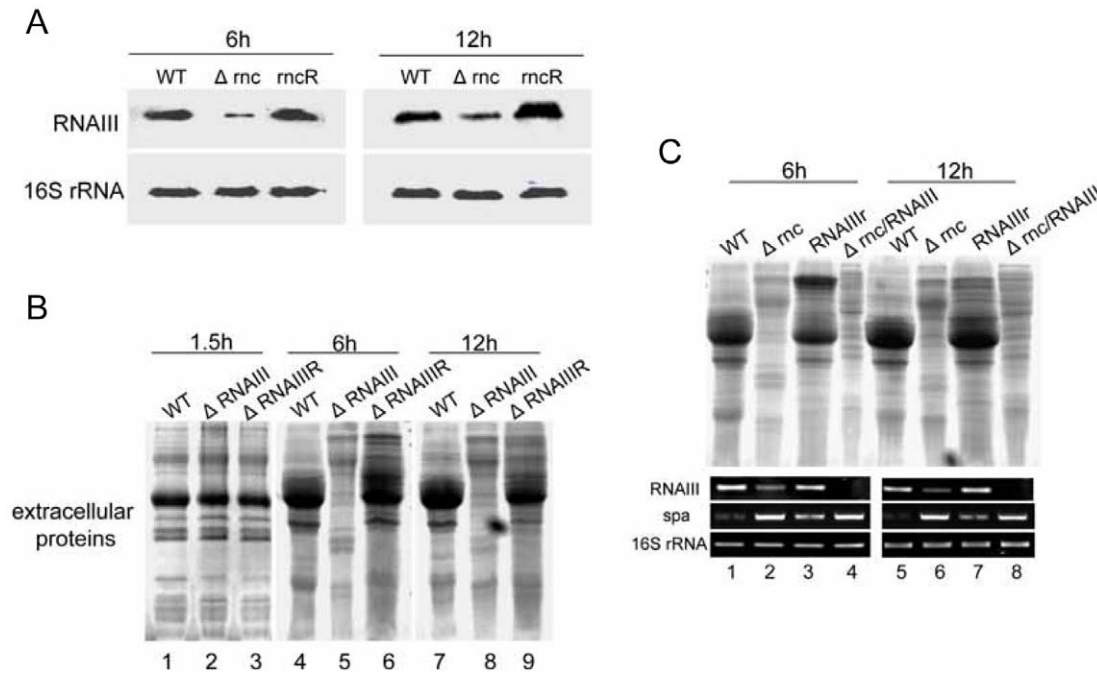 A
6h 12h
WT Δ rnc rncR WT Δ rnc rncR
RNAIII
16S rRNA
B
1.5h 6h 12h
WT Δ RNAIII Δ RNAIIIR WT Δ RNAIII Δ RNAIIIR WT Δ RNAIII Δ RNAIIIR
extracellular
proteins
1 2 3 4 5 6 7 8 9
C
6h 12h
WT Δ rnc RNAIIIr Δ rnc/RNAIII WT Δ rnc RNAIIIr Δ rnc/RNAIII
RNAIII
spa
16S rRNA
1 2 3 4 5 6 7 8